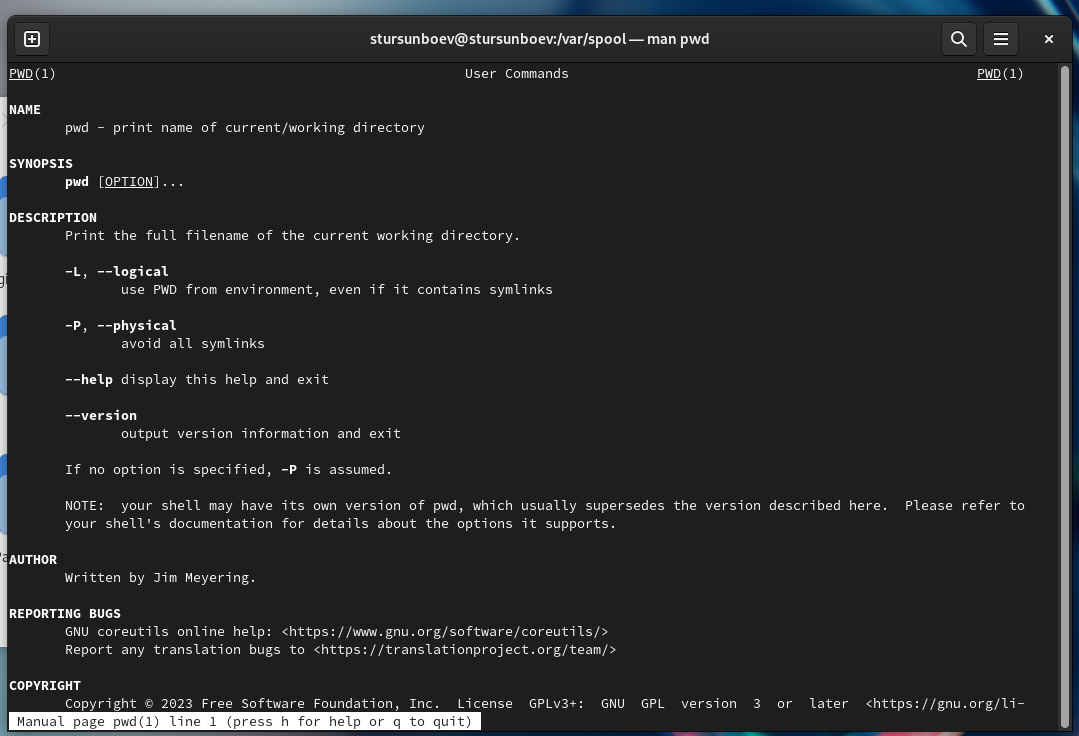 stursunboev@stursunboev:/var/spool — man pwd
PWD(1) User Commands PWD(1)
NAME
pwd - print name of current/working directory
SYNOPSIS
pwd [OPTION]...
DESCRIPTION
Print the full filename of the current working directory.
-L, --logical
use PWD from environment, even if it contains symlinks
-P, --physical
avoid all symlinks
--help display this help and exit
--version
output version information and exit
If no option is specified, -P is assumed.
NOTE: your shell may have its own version of pwd, which usually supersedes the version described here. Please refer to
your shell's documentation for details about the options it supports.
AUTHOR
Written by Jim Meyering.
REPORTING BUGS
GNU coreutils online help: <https://www.gnu.org/software/coreutils/>
Report any translation bugs to <https://translationproject.org/team/>
COPYRIGHT
Copyright © 2023 Free Software Foundation, Inc. License GPLv3+: GNU GPL version 3 or later <https://gnu.org/li-
Manual page pwd(1) line 1 (press h for help or q to quit)